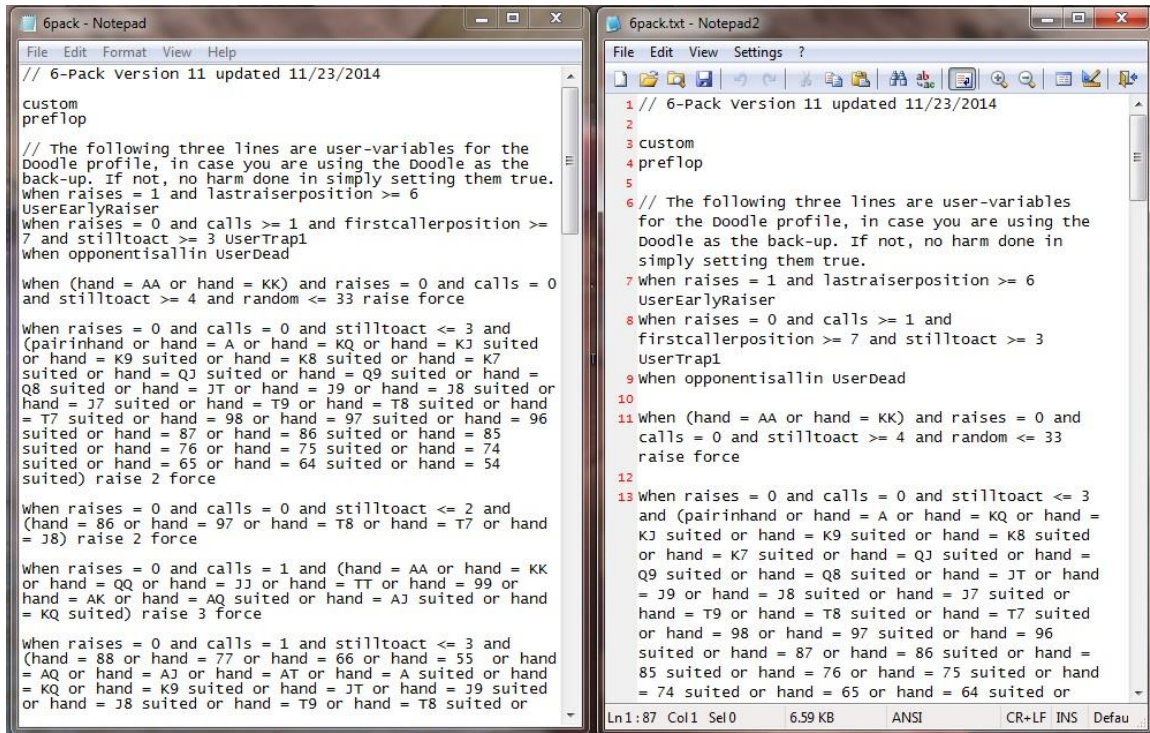 6pack - Notepad
File Edit Format View Help
// 6-Pack Version 11 updated 11/23/2014
custom
preflop
// The following three lines are user-variables for the
Doodle profile, in case you are using the Doodle as the
back-up. If not, no harm done in simply setting them true.
When raises = 1 and lastraiserposition >= 6
UserEarlyRaiser
When raises = 0 and calls >= 1 and firstcallerposition >=
7 and stilltoact >= 3 UserTrap1
When opponentisallin UserDead
When (hand = AA or hand = KK) and raises = 0 and calls = 0
and stilltoact >= 4 and random <= 33 raise force
When raises = 0 and calls = 0 and stilltoact <= 3 and
(pairinhand or hand = A or hand = KQ or hand = KJ suited
or hand = K9 suited or hand = K8 suited or hand = K7
suited or hand = QJ suited or hand = Q9 suited or hand =
Q8 suited or hand = JT or hand = J9 or hand = J8 suited or
hand = J7 suited or hand = T9 or hand = T8 suited or hand
= T7 suited or hand = 98 or hand = 97 suited or hand = 96
suited or hand = 87 or hand = 86 suited or hand = 85
suited or hand = 76 or hand = 75 suited or hand = 74
suited or hand = 65 or hand = 64 suited or hand = 54
suited) raise 2 force
When raises = 0 and calls = 0 and stilltoact <= 2 and
(hand = 86 or hand = 97 or hand = T8 or hand = T7 or hand
= J8) raise 2 force
When raises = 0 and calls = 1 and (hand = AA or hand = KK
or hand = QQ or hand = JJ or hand = TT or hand = 99 or
hand = AK or hand = AQ suited or hand = AJ suited or hand
= KQ suited) raise 3 force
When raises = 0 and calls = 1 and stilltoact <= 3 and
(hand = 88 or hand = 77 or hand = 66 or hand = 55 or hand
= AQ or hand = AJ or hand = AT or hand = A suited or hand
= KQ or hand = K9 suited or hand = JT or hand = J9 suited
or hand = J8 suited or hand = T9 or hand = T8 suited or
6pack.txt - Notepad2
File Edit View Settings ?
1 // 6-Pack Version 11 updated 11/23/2014
2
3 custom
4 preflop
5
6 // The following three lines are user-variables
for the Doodle profile, in case you are using the
Doodle as the back-up. If not, no harm done in
simply setting them true.
7 When raises = 1 and lastraiserposition >= 6
UserEarlyRaiser
8 When raises = 0 and calls >= 1 and
firstcallerposition >= 7 and stilltoact >= 3
UserTrap1
9 When opponentisallin UserDead
10
11 When (hand = AA or hand = KK) and raises = 0 and
calls = 0 and stilltoact >= 4 and random <= 33
raise force
12
13 When raises = 0 and calls = 0 and stilltoact <= 3
and (pairinhand or hand = A or hand = KQ or hand =
KJ suited or hand = K9 suited or hand = K8 suited
or hand = K7 suited or hand = QJ suited or hand =
Q9 suited or hand = Q8 suited or hand = JT or hand
= J9 or hand = J8 suited or hand = J7 suited or
hand = T9 or hand = T8 suited or hand = T7 suited
or hand = 98 or hand = 97 suited or hand = 96
suited or hand = 87 or hand = 86 suited or hand =
85 suited or hand = 76 or hand = 75 suited or hand
= 74 suited or hand = 65 or hand = 64 suited or
Ln 1 : 87 Col 1 Sel 0 6.59 KB ANSI CR+LF INS Defau